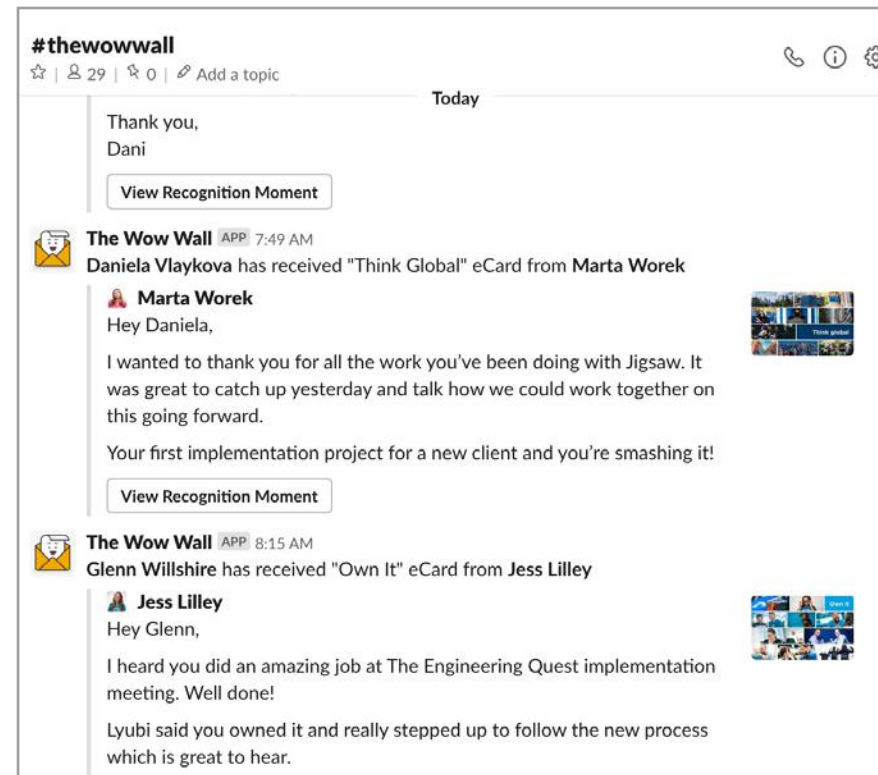 #thewowwall
29 | 0 | Add a topic
Today
Thank you,
Dani
View Recognition Moment
The Wow Wall APP 7:49 AM
Daniela Vlaykova has received "Think Global" eCard from Marta Worek
Marta Worek
Hey Daniela,
Think global
I wanted to thank you for all the work you've been doing with Jigsaw. It
was great to catch up yesterday and talk how we could work together on
this going forward.
Your first implementation project for a new client and you're smashing it!
View Recognition Moment
The Wow Wall APP 8:15 AM
Glenn Willshire has received "Own It" eCard from Jess Lilley
Jess Lilley
Own it
Hey Glenn,
I heard you did an amazing job at The Engineering Quest implementation
meeting. Well done!
Lyubi said you owned it and really stepped up to follow the new process
which is great to hear.